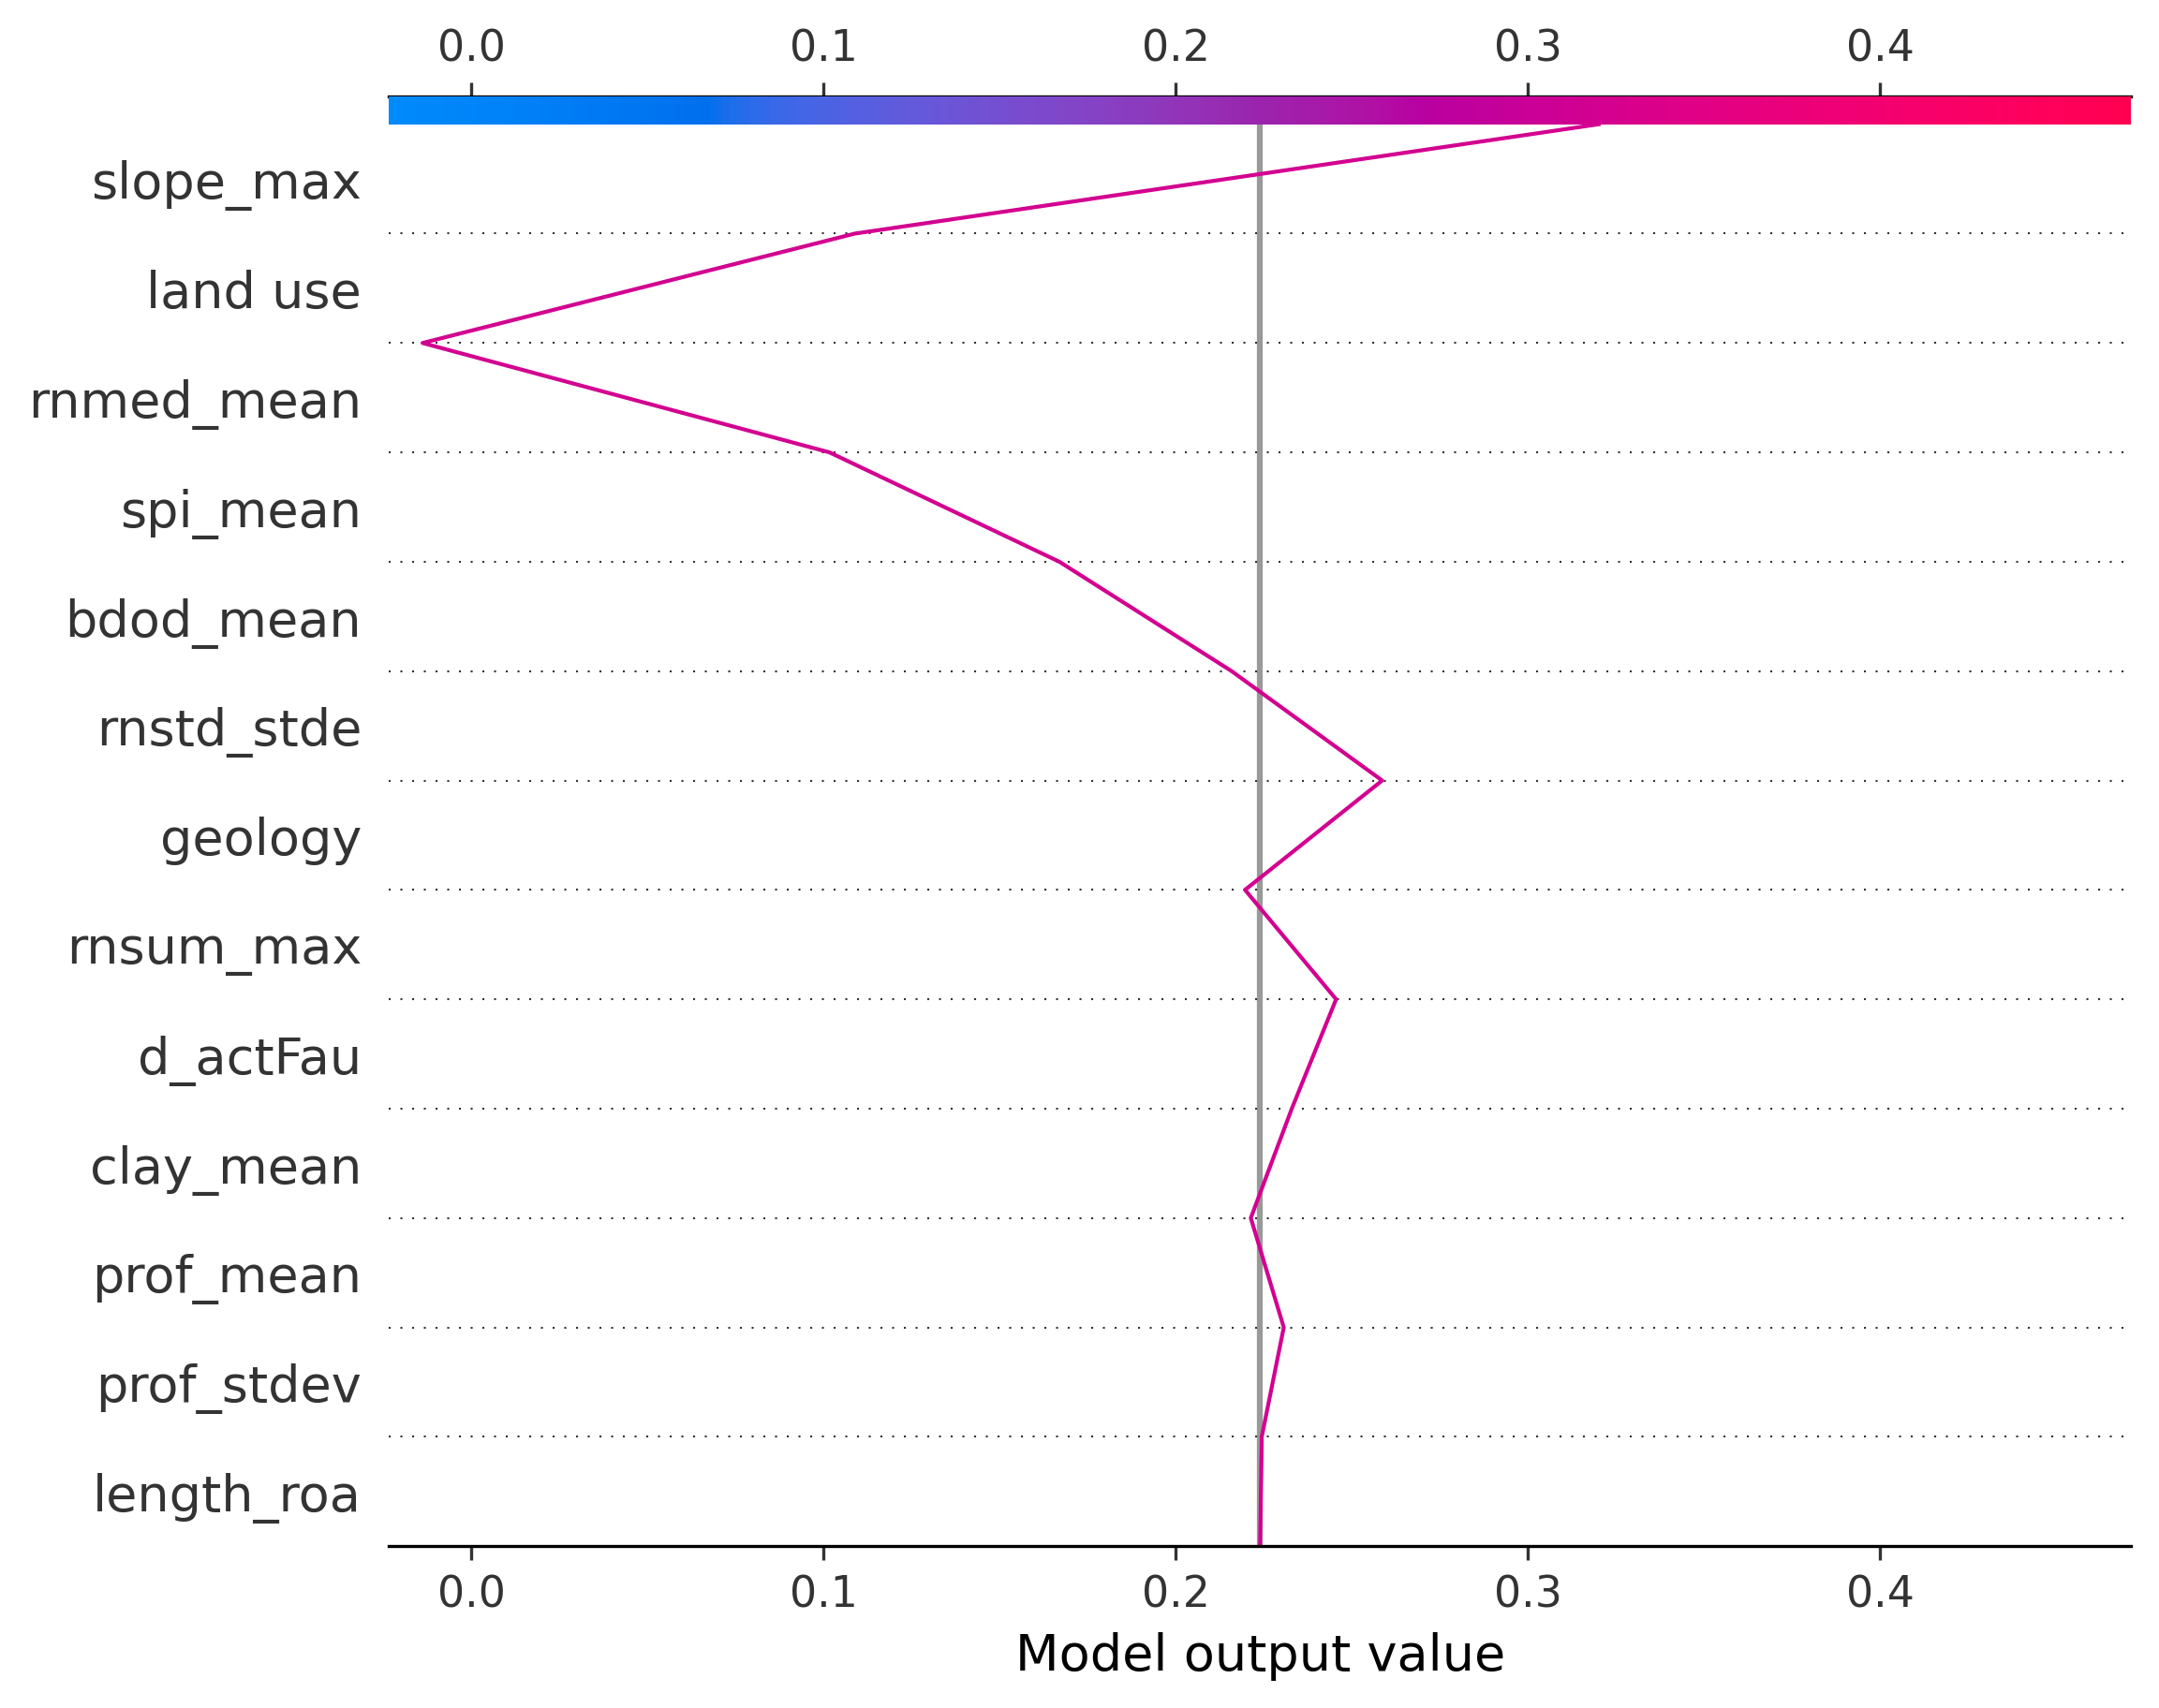 0.0 0.1 0.2 0.3 0.4
slope_max
land use
rnmed_mean
spi_mean
bdod_mean
rnstd_stde
geology
rnsum_max
d_actFau
clay_mean
prof_mean
prof_stdev
length_roa
0.0 0.1 0.2 0.3 0.4
Model output value